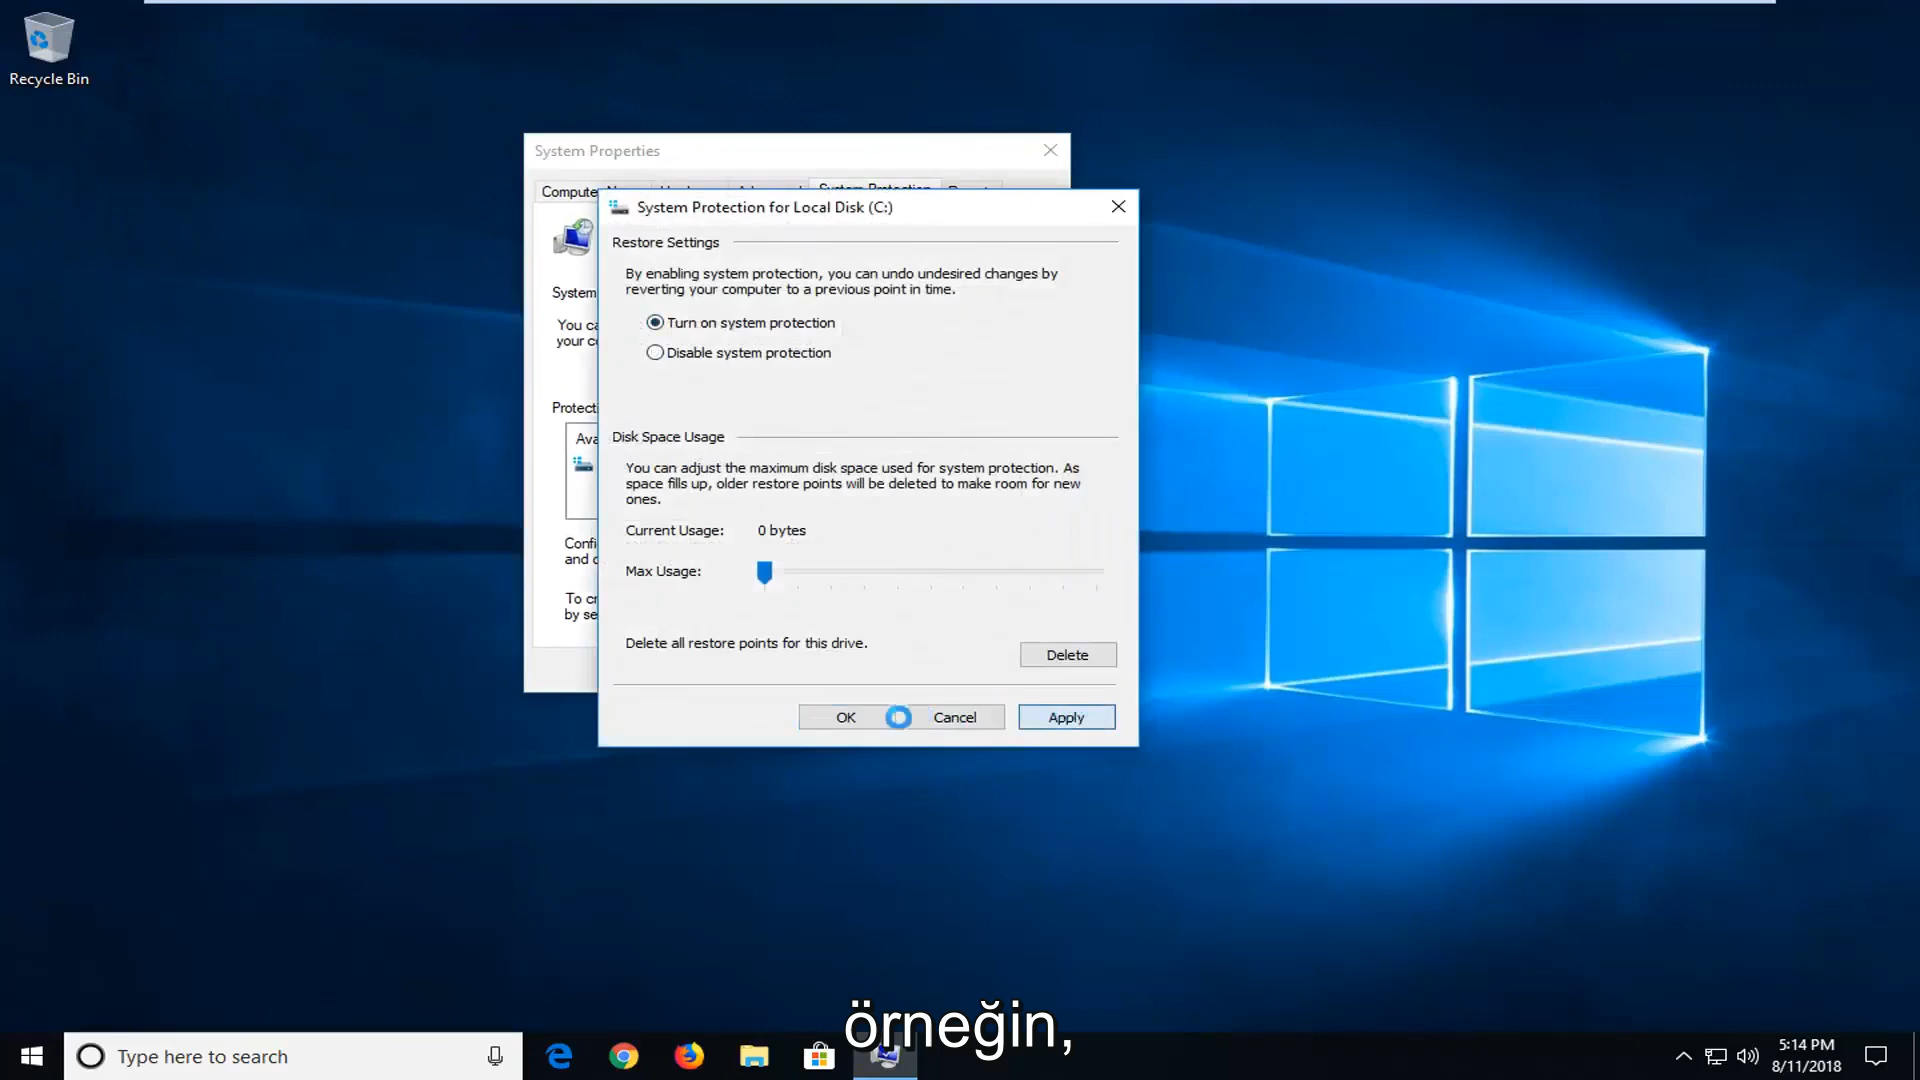 Recycle Bin
System Properties
System Protection for Local Disk (C:)
Restore Settings
By enabling system protection, you can undo undesired changes by
reverting your computer to a previous point in time.
Turn on system protection
Disable system protection
Disk Space Usage
You can adjust the maximum disk space used for system protection. As
space fills up, older restore points will be deleted to make room for new
ones.
Current Usage: 0 bytes
Max Usage:
Delete all restore points for this drive.
Delete
OK Cancel Apply
System
You ca
your c
Protecti
Ava
Confi
and c
To cr
by se
örneğin,
Type here to search
5:14 PM
8/11/2018